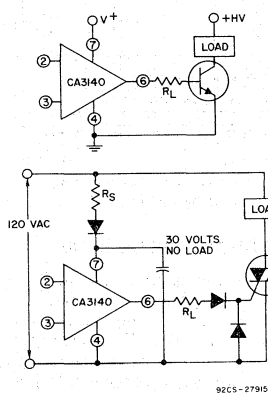 V+
+HV
LOAD
7
2
CA3140
6
RL
3
4
120 VAC
RS
30 VOLTS
NO LOAD
7
2
CA3140
6
RL
3
4
92CS-27915